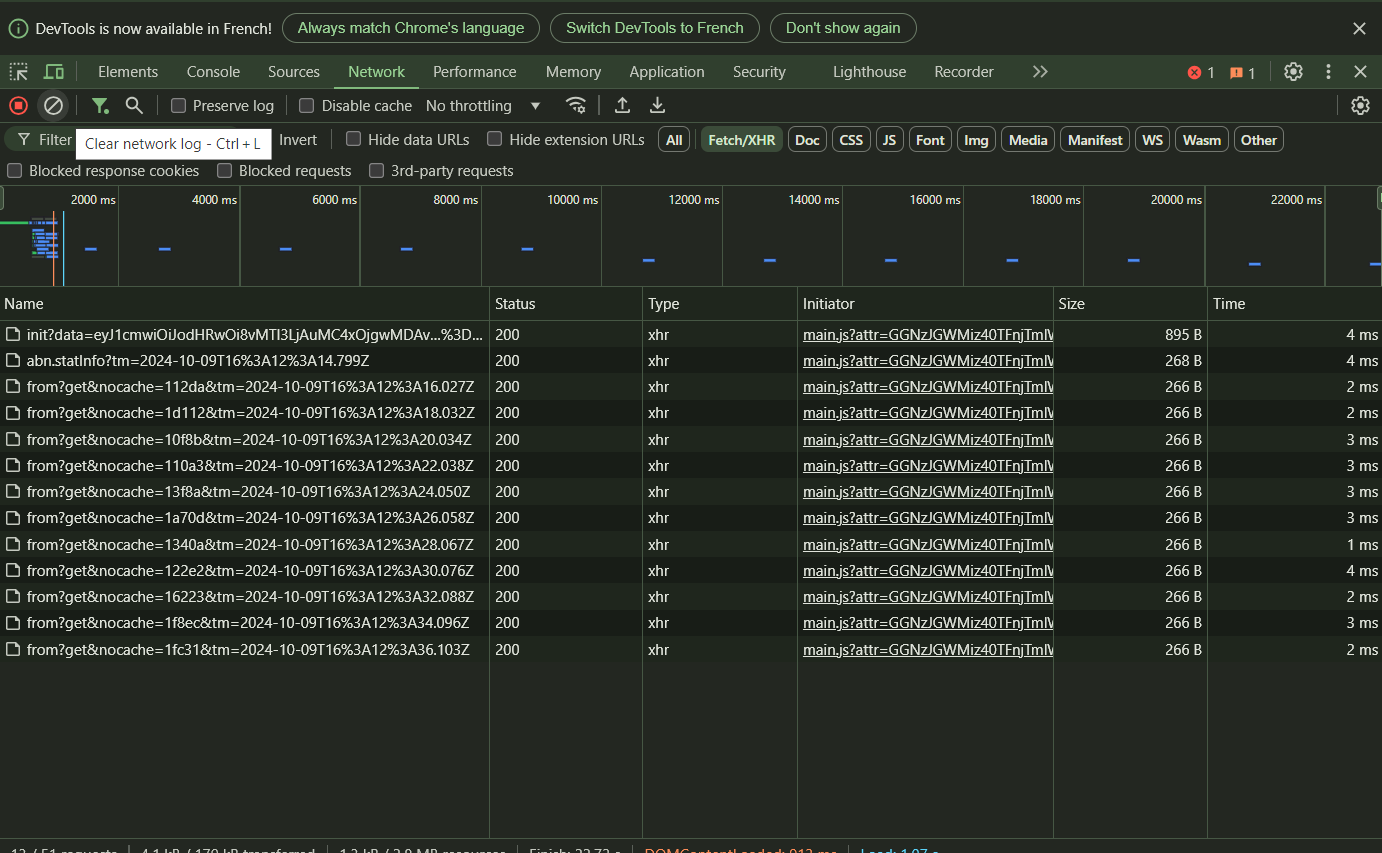 DevTools is now available in French! Always match Chrome's language Switch DevTools to French Don't show again
Elements Console Sources Network Performance Memory Application Security Lighthouse Recorder 1 1
Preserve log Disable cache No throttling
Filter Clear network log - Ctrl + L Invert Hide data URLs Hide extension URLs All Fetch/XHR Doc CSS JS Font Img Media Manifest WS Wasm Other
Blocked response cookies Blocked requests 3rd-party requests
2000 ms 4000 ms 6000 ms 8000 ms 10000 ms 12000 ms 14000 ms 16000 ms 18000 ms 20000 ms 22000 ms
Name Status Type Initiator Size Time
init?data=eyJ1cmwiOiJodHRwOi8vMTI3LjAuMC4xOjgwMDAv...%3D... 200 xhr main.js?attr=GGNzJGWMiz40TFnjTmlV 895 B 4 ms
abn.statInfo?tm=2024-10-09T16%3A12%3A14.799Z 200 xhr main.js?attr=GGNzJGWMiz40TFnjTmlV 268 B 4 ms
from?get&nocache=112da&tm=2024-10-09T16%3A12%3A16.027Z 200 xhr main.js?attr=GGNzJGWMiz40TFnjTmlV 266 B 2 ms
from?get&nocache=1d112&tm=2024-10-09T16%3A12%3A18.032Z 200 xhr main.js?attr=GGNzJGWMiz40TFnjTmlV 266 B 2 ms
from?get&nocache=10f8b&tm=2024-10-09T16%3A12%3A20.034Z 200 xhr main.js?attr=GGNzJGWMiz40TFnjTmlV 266 B 3 ms
from?get&nocache=110a3&tm=2024-10-09T16%3A12%3A22.038Z 200 xhr main.js?attr=GGNzJGWMiz40TFnjTmlV 266 B 3 ms
from?get&nocache=13f8a&tm=2024-10-09T16%3A12%3A24.050Z 200 xhr main.js?attr=GGNzJGWMiz40TFnjTmlV 266 B 3 ms
from?get&nocache=1a70d&tm=2024-10-09T16%3A12%3A26.058Z 200 xhr main.js?attr=GGNzJGWMiz40TFnjTmlV 266 B 3 ms
from?get&nocache=1340a&tm=2024-10-09T16%3A12%3A28.067Z 200 xhr main.js?attr=GGNzJGWMiz40TFnjTmlV 266 B 1 ms
from?get&nocache=122e2&tm=2024-10-09T16%3A12%3A30.076Z 200 xhr main.js?attr=GGNzJGWMiz40TFnjTmlV 266 B 4 ms
from?get&nocache=16223&tm=2024-10-09T16%3A12%3A32.088Z 200 xhr main.js?attr=GGNzJGWMiz40TFnjTmlV 266 B 2 ms
from?get&nocache=1f8ec&tm=2024-10-09T16%3A12%3A34.096Z 200 xhr main.js?attr=GGNzJGWMiz40TFnjTmlV 266 B 3 ms
from?get&nocache=1fc31&tm=2024-10-09T16%3A12%3A36.103Z 200 xhr main.js?attr=GGNzJGWMiz40TFnjTmlV 266 B 2 ms
requests transferred resources Finish: DOMContentLoaded: Load: